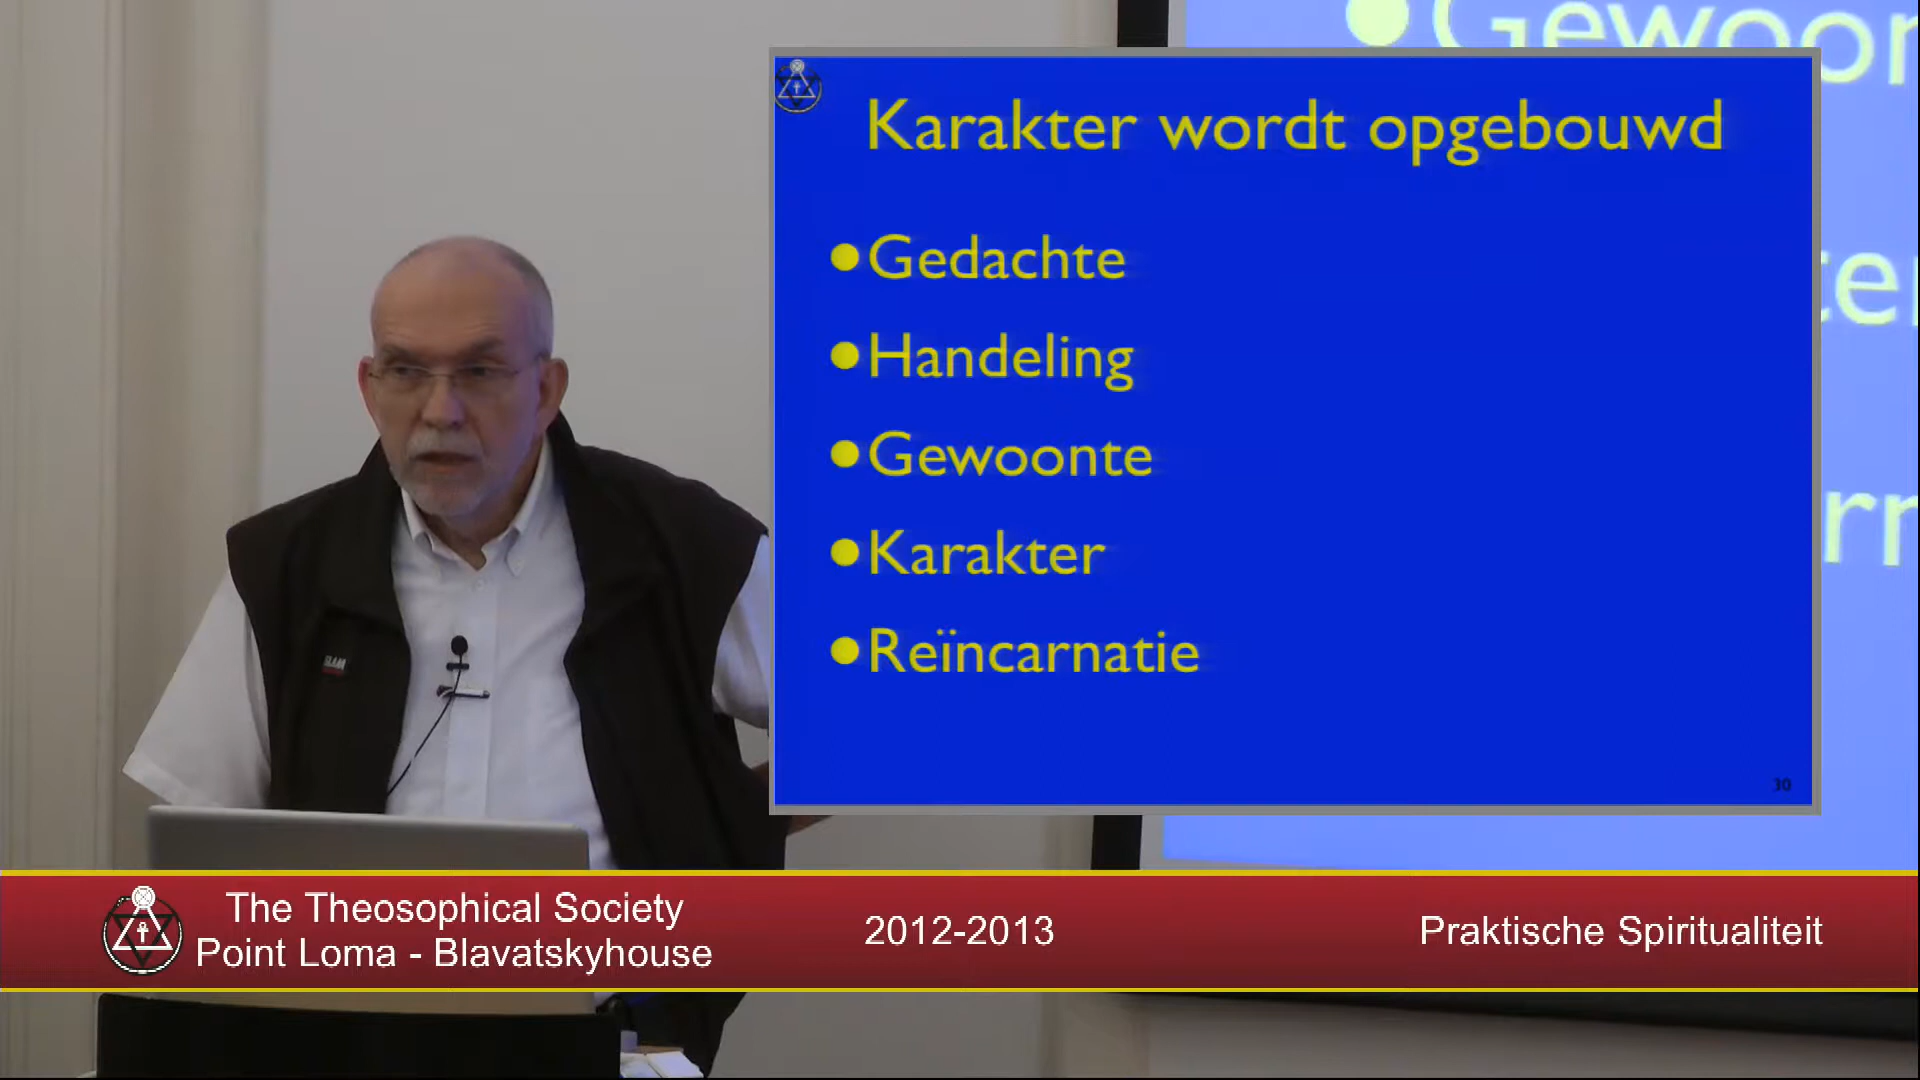 Gewoon
Karakter wordt opgebouwd
●Gedachte
●Handeling
●Gewoonte
●Karakter
●Reïncarnatie
30
SLAM
The Theosophical Society
Point Loma - Blavatskyhouse
2012-2013
Praktische Spiritualiteit